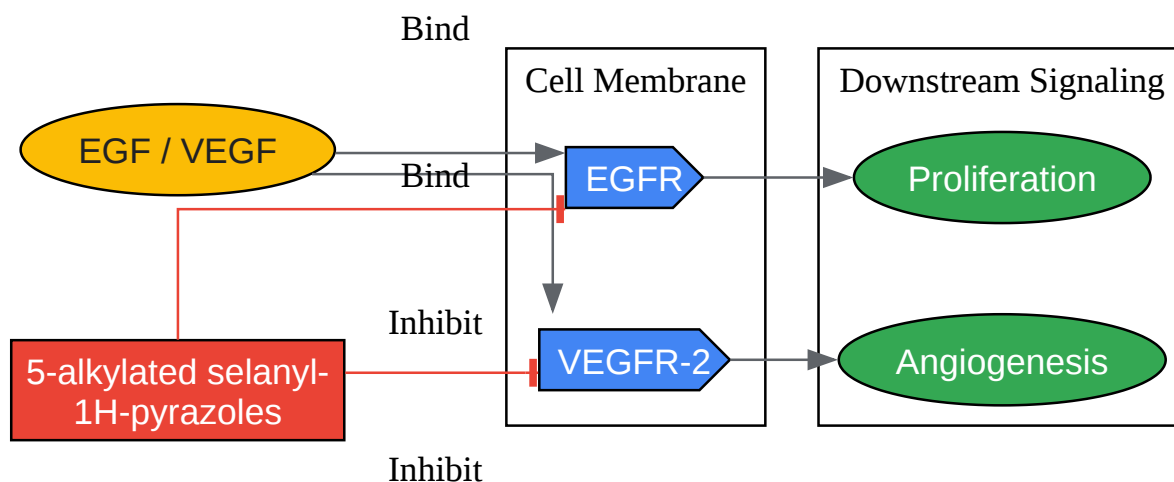 Bind
Cell Membrane
Downstream Signaling
EGF / VEGF
Bind
EGFR
Proliferation
Inhibit
5-alkylated selanyl-
1H-pyrazoles
VEGFR-2
Angiogenesis
Inhibit